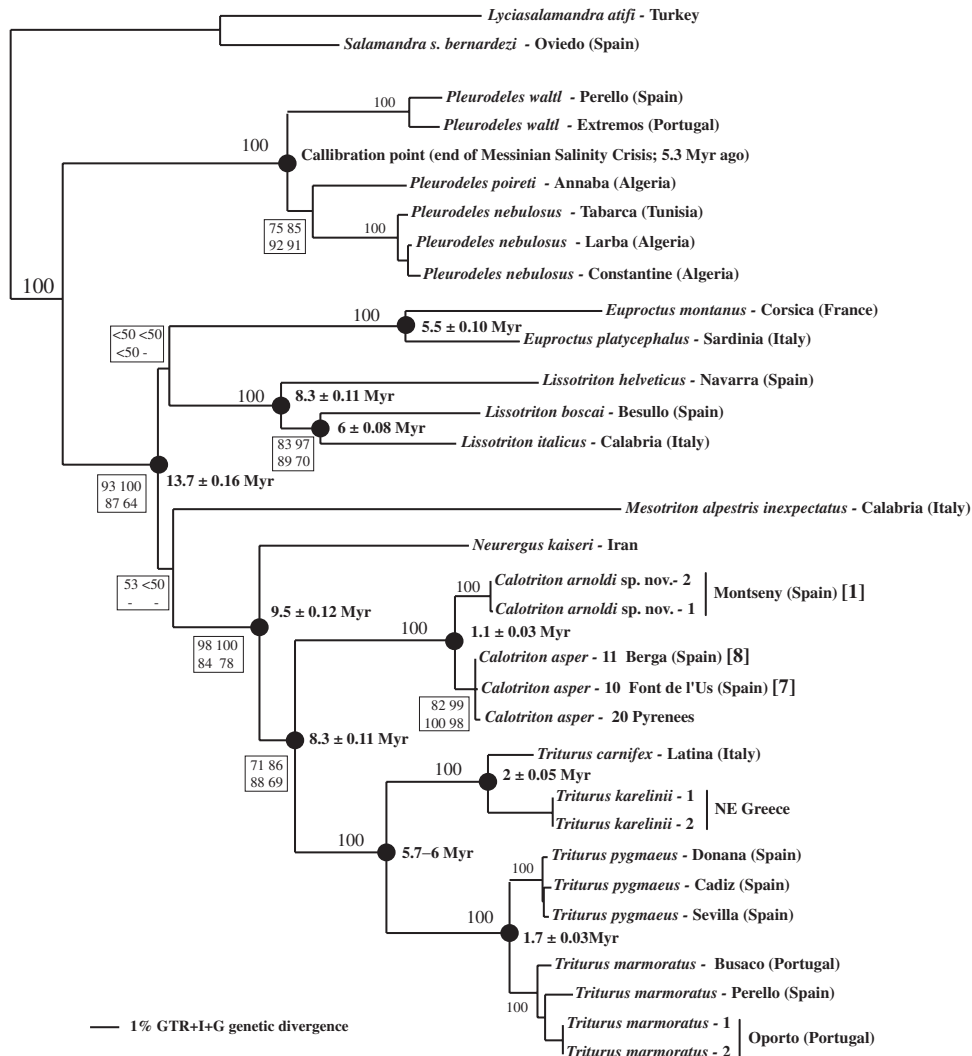 Lyciasalamandra atifi - Turkey
Salamandra s. bernardezi - Oviedo (Spain)
100
Pleurodeles waltl - Perello (Spain)
Pleurodeles waltl - Extremos (Portugal)
100
Callibration point (end of Messinian Salinity Crisis; 5.3 Myr ago)
Pleurodeles poireti - Annaba (Algeria)
75 85
92 91
100
Pleurodeles nebulosus - Tabarca (Tunisia)
Pleurodeles nebulosus - Larba (Algeria)
Pleurodeles nebulosus - Constantine (Algeria)
100
<50 <50
<50 -
100
Euproctus montanus - Corsica (France)
5.5 ± 0.10 Myr
Euproctus platycephalus - Sardinia (Italy)
100
Lissotriton helveticus - Navarra (Spain)
8.3 ± 0.11 Myr
Lissotriton boscai - Besullo (Spain)
6 ± 0.08 Myr
Lissotriton italicus - Calabria (Italy)
83 97
89 70
13.7 ± 0.16 Myr
93 100
87 64
Mesotriton alpestris inexpectatus - Calabria (Italy)
Neurergus kaiseri - Iran
53 <50
- -
9.5 ± 0.12 Myr
98 100
84 78
100
Calotriton arnoldi sp. nov.- 2
Calotriton arnoldi sp. nov. - 1
Montseny (Spain) [1]
100
1.1 ± 0.03 Myr
Calotriton asper - 11 Berga (Spain) [8]
Calotriton asper - 10 Font de l'Us (Spain) [7]
Calotriton asper - 20 Pyrenees
82 99
100 98
8.3 ± 0.11 Myr
71 86
88 69
100
Triturus carnifex - Latina (Italy)
2 ± 0.05 Myr
Triturus karelinii - 1
Triturus karelinii - 2
NE Greece
100
5.7–6 Myr
100
100
Triturus pygmaeus - Donana (Spain)
Triturus pygmaeus - Cadiz (Spain)
Triturus pygmaeus - Sevilla (Spain)
1.7 ± 0.03Myr
100
Triturus marmoratus - Busaco (Portugal)
Triturus marmoratus - Perello (Spain)
Triturus marmoratus - 1
Triturus marmoratus - 2
Oporto (Portugal)
1% GTR+I+G genetic divergence